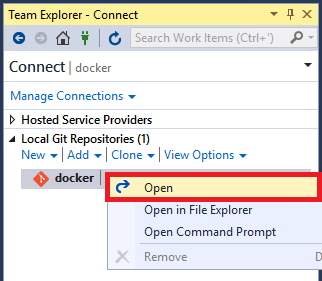 Team Explorer - Connect
Search Work Items (Ctrl+')
Connect | docker
Manage Connections
Hosted Service Providers
Local Git Repositories (1)
New | Add | Clone | View Options
docker
Open
Open in File Explorer
Open Command Prompt
Remove D